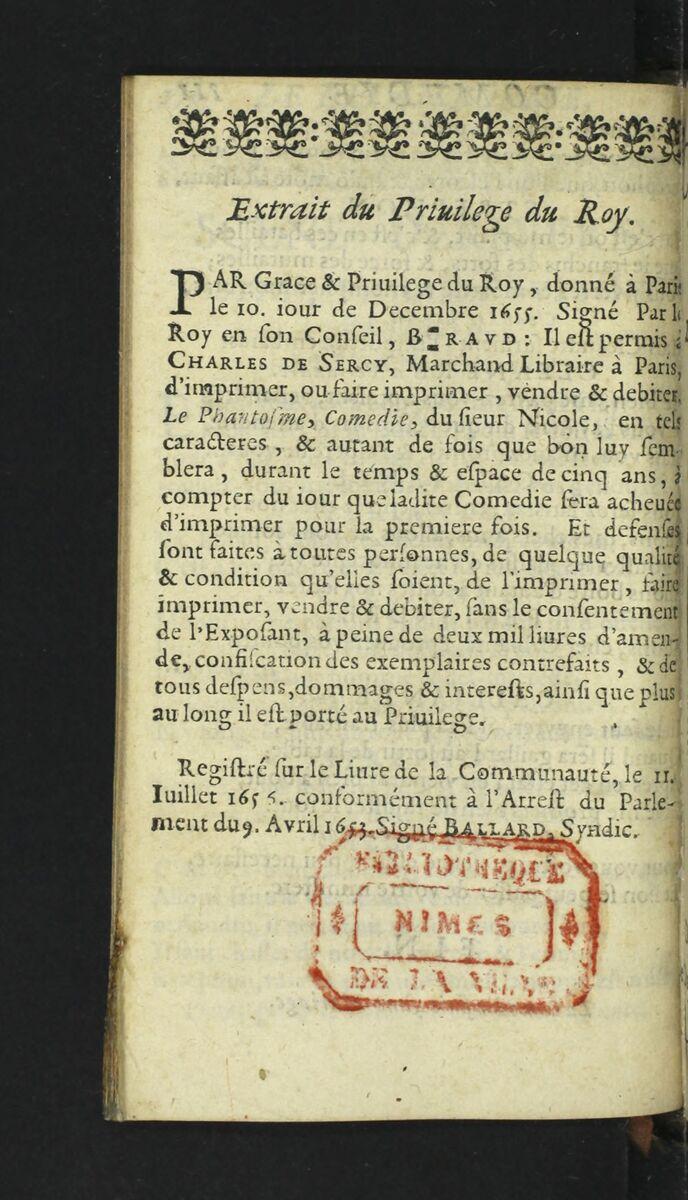 Extrait du Priuilege du Roy.
PAR Grace & Priuilege du Roy, donné à Paris
le 10. iour de Decembre 1655. Signé Par le
Roy en ſon Conſeil, : Il eſt permis à
CHARLES DE SERCY, Marchand Libraire à Paris,
d'imprimer, ou faire imprimer, vendre & debiter,
Le Phantoſme, Comedie, du ſieur Nicole, en tels
caracteres, & autant de fois que bon luy ſem-
blera, durant le temps & eſpace de cinq ans, à
compter du iour que ladite Comedie ſera acheuée
d'imprimer pour la premiere fois. Et defenſes
ſont faites à toutes perſonnes, de quelque qualité
& condition qu'elles ſoient, de l'imprimer, faire
imprimer, vendre & debiter, ſans le conſentement
de l'Expoſant, à peine de deux mil liures d'amen-
de, confiſcation des exemplaires contrefaits, & de
tous deſpens, dommages & intereſts, ainſi que plus
au long il eſt porté au Priuilege.
Regiſtré ſur le Liure de la Communauté, le 11.
Iuillet 1656. conformément à l'Arreſt du Parle-
ment du 9. Avril 1653. Signé BALLARD, Syndic.
BIBLIOTHEQUE
NIMES
DE LA VILLE